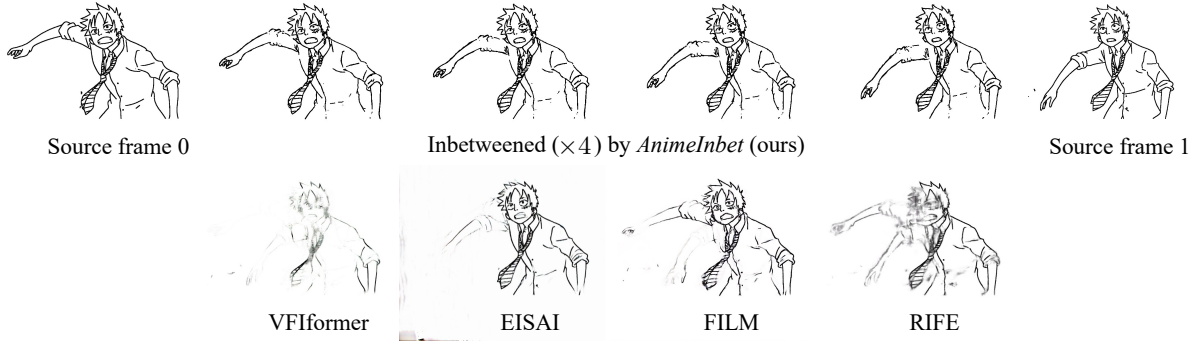 Source frame 0
Inbetweened (×4) by AnimeInbet (ours)
Source frame 1
VFIformer
EISAI
FILM
RIFE